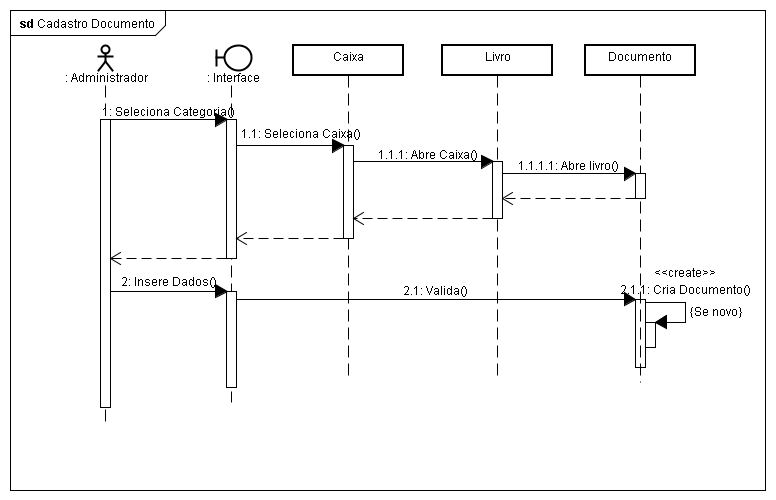 sd Cadastro Documento
: Administrador
: Interface
Caixa
Livro
Documento
1: Seleciona Categoria()
1.1: Seleciona Caixa()
1.1.1: Abre Caixa()
1.1.1.1: Abre livro()
<<create>>
2: Insere Dados()
2.1: Valida()
2.1.1: Cria Documento()
{Se novo}